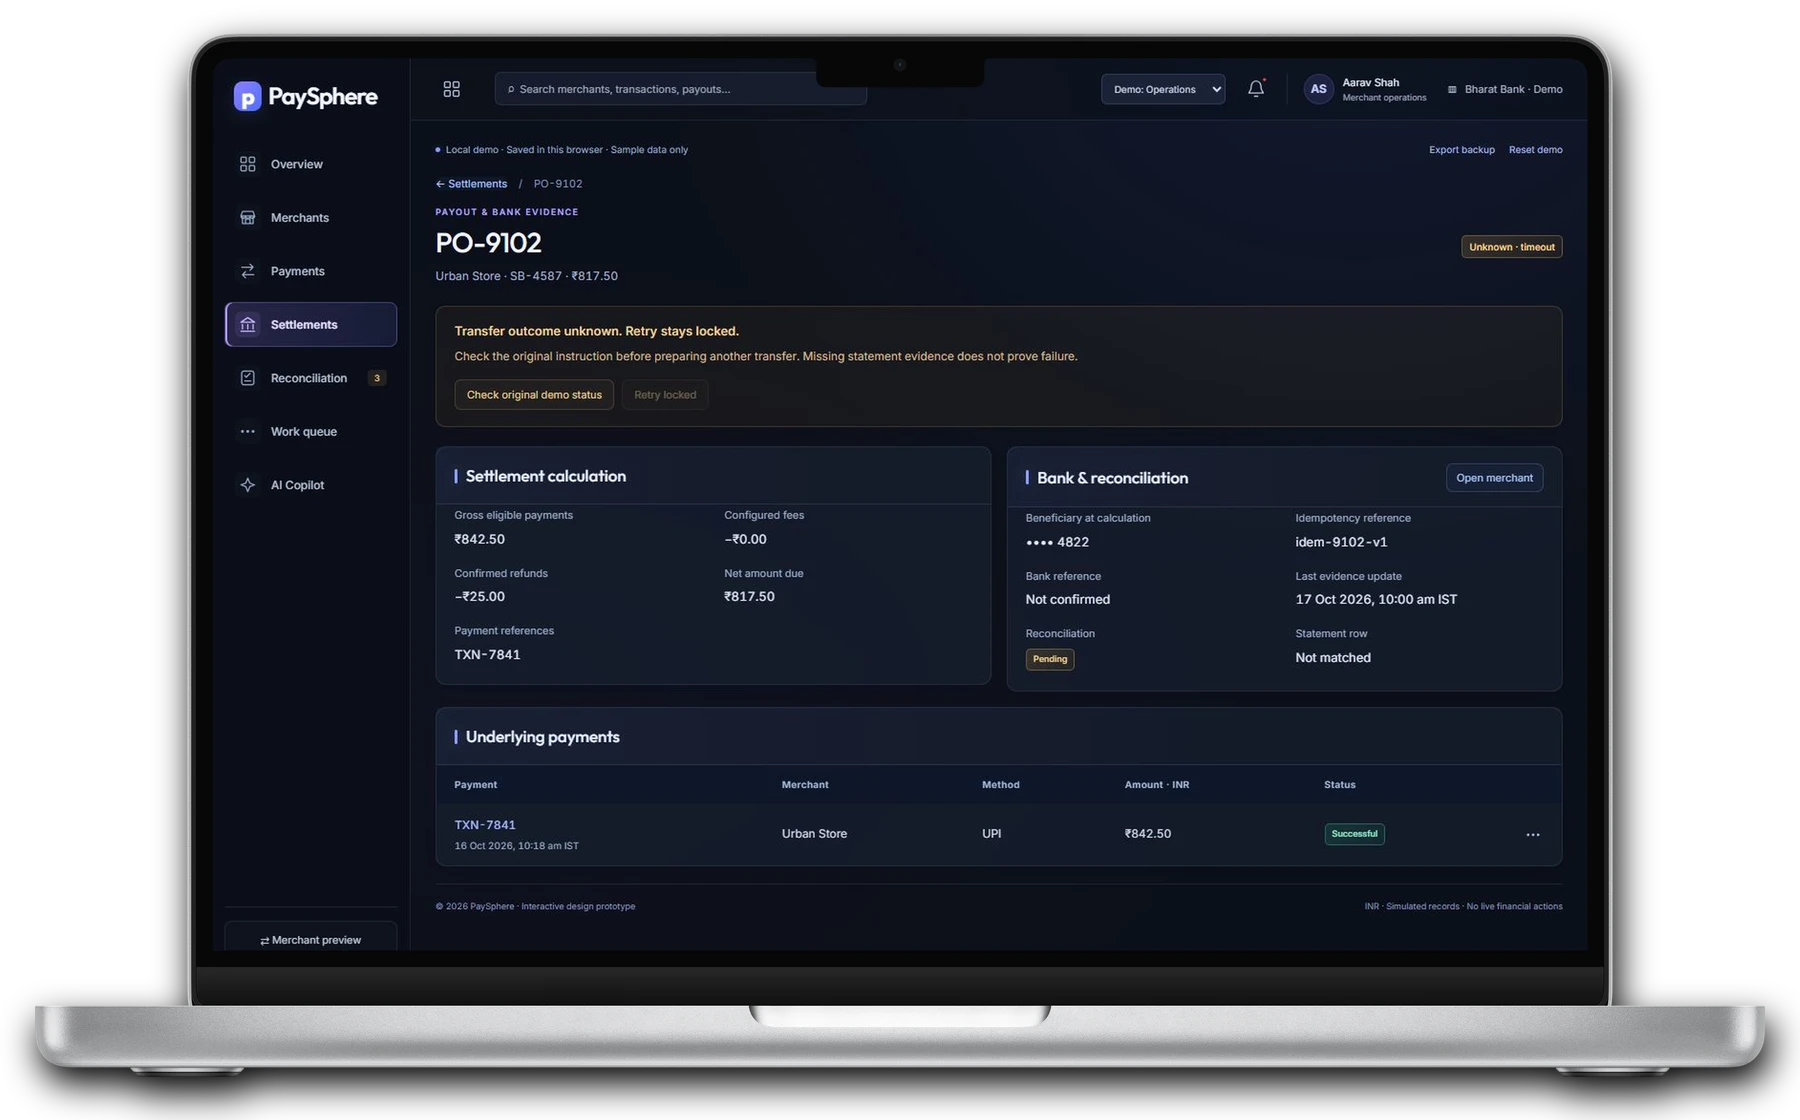 PaySphere
Search merchants, transactions, payouts...
Demo: Operations
AS
Aarav Shah
Merchant operations
Bharat Bank · Demo
Overview
Merchants
Payments
Settlements
Reconciliation 3
Work queue
AI Copilot
⇄ Merchant preview
Local demo · Saved in this browser · Sample data only
Export backup Reset demo
← Settlements / PO-9102
PAYOUT & BANK EVIDENCE
PO-9102
Unknown · timeout
Urban Store · SB-4587 · ₹817.50
Transfer outcome unknown. Retry stays locked.
Check the original instruction before preparing another transfer. Missing statement evidence does not prove failure.
Check original demo status Retry locked
Settlement calculation
Gross eligible payments Configured fees
₹842.50 −₹0.00
Confirmed refunds Net amount due
−₹25.00 ₹817.50
Payment references
TXN-7841
Bank & reconciliation Open merchant
Beneficiary at calculation Idempotency reference
•••• 4822 idem-9102-v1
Bank reference Last evidence update
Not confirmed 17 Oct 2026, 10:00 am IST
Reconciliation Statement row
Pending Not matched
Underlying payments
Payment Merchant Method Amount · INR Status
TXN-7841 Urban Store UPI ₹842.50 Successful
16 Oct 2026, 10:18 am IST
© 2026 PaySphere · Interactive design prototype
INR · Simulated records · No live financial actions